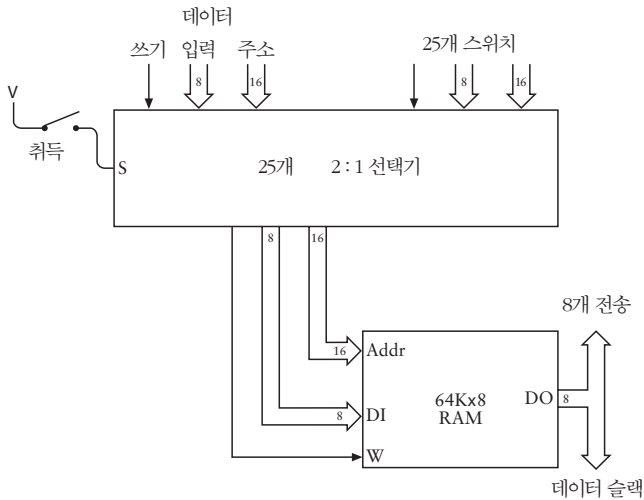 데이터
쓰기 입력 주소 25개 스위치
8 16 8 16
V
취득
S 25개 2 : 1 선택기
8 16
8개 전송
16 Addr
64Kx8 DO 8
RAM
8 DI
W
데이터 슬랙